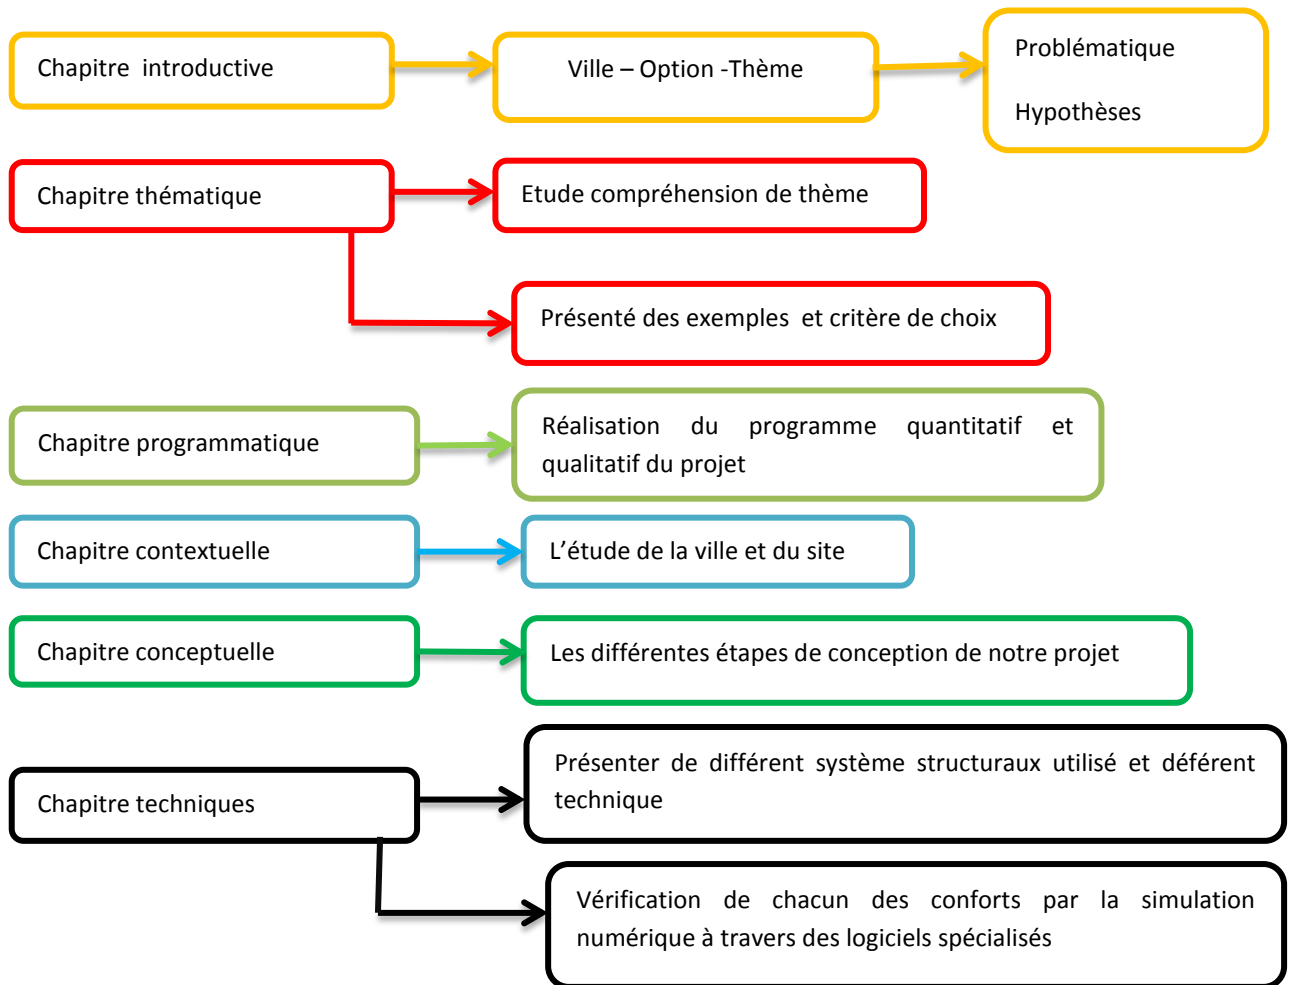 Chapitre introductive
Ville – Option -Thème
Problématique
Hypothèses
Chapitre thématique
Etude compréhension de thème
Présenté des exemples et critère de choix
Chapitre programmatique
Réalisation du programme quantitatif et
qualitatif du projet
Chapitre contextuelle
L’étude de la ville et du site
Chapitre conceptuelle
Les différentes étapes de conception de notre projet
Chapitre techniques
Présenter de différent système structuraux utilisé et déférent
technique
Vérification de chacun des conforts par la simulation
numérique à travers des logiciels spécialisés